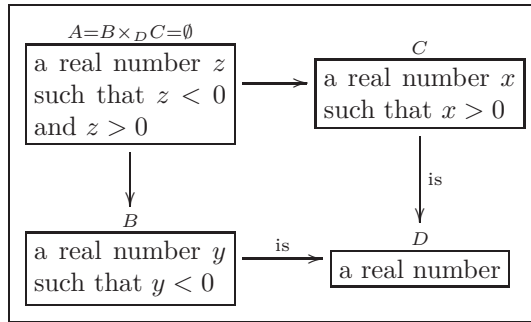 A=B×_D C=∅
a real number z
such that z < 0
and z > 0
C
a real number x
such that x > 0
is
B
a real number y
such that y < 0
is
D
a real number